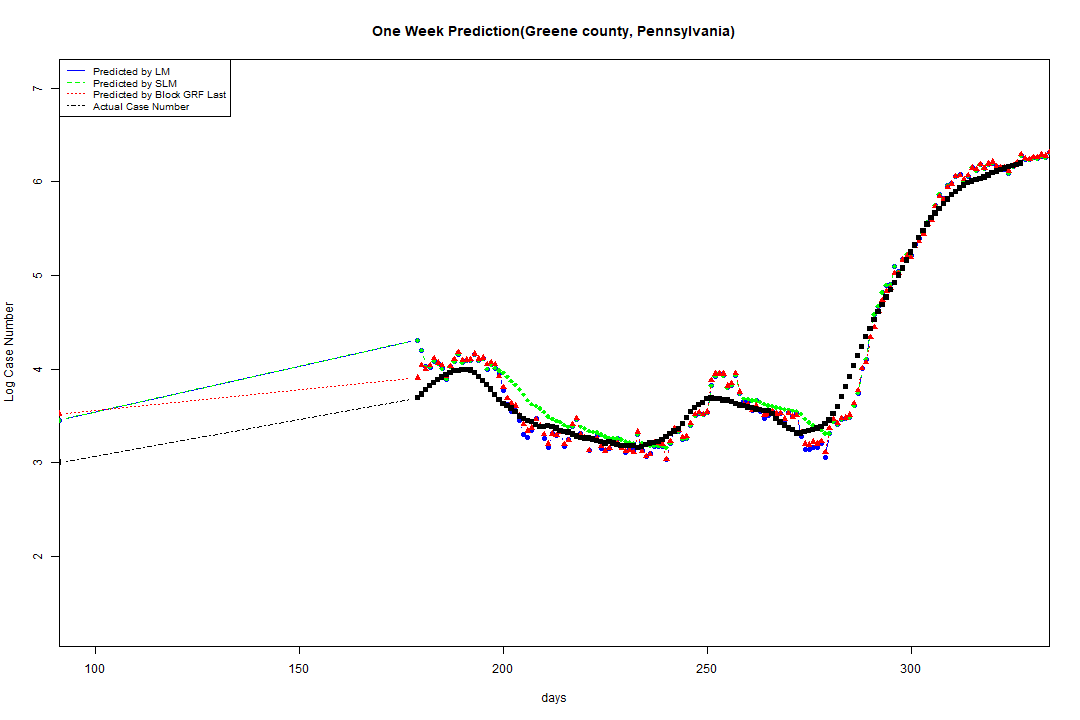 One Week Prediction(Greene county, Pennsylvania)
Predicted by LM
Predicted by SLM
Predicted by Block GRF Last
Actual Case Number
7
6
5
4
3
2
Log Case Number
100 150 200 250 300
days